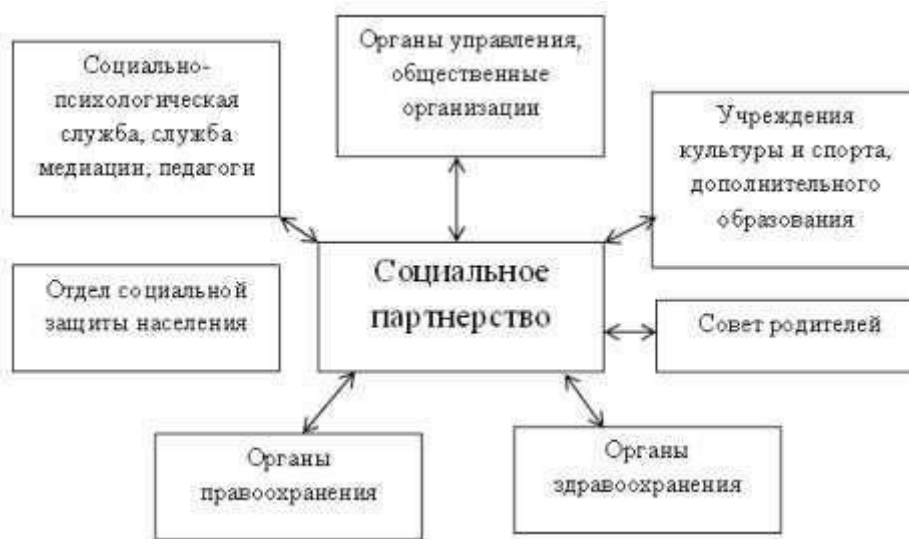 Социально-
психологическая
служба, служба
медиации, педагоги
Органы управления,
общественные
организации
Учреждения
культуры и спорта,
дополнительного
образования
Социальное
партнерство
Отдел социальной
защиты населения
Совет родителей
Органы
правоохранения
Органы
здравоохранения